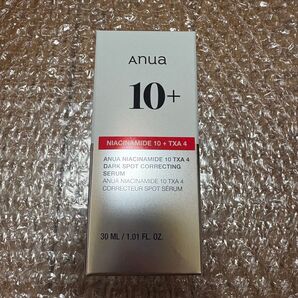 Anua
10+
NIACINAMIDE 10 + TXA 4
ANUA NIACINAMIDE 10 TXA 4
DARK SPOT CORRECTING
SERUM
ANUA NIACINAMIDE 10 TXA 4
CORRECTEUR SPOT SÉRUM
30 ML / 1.01 FL. OZ.